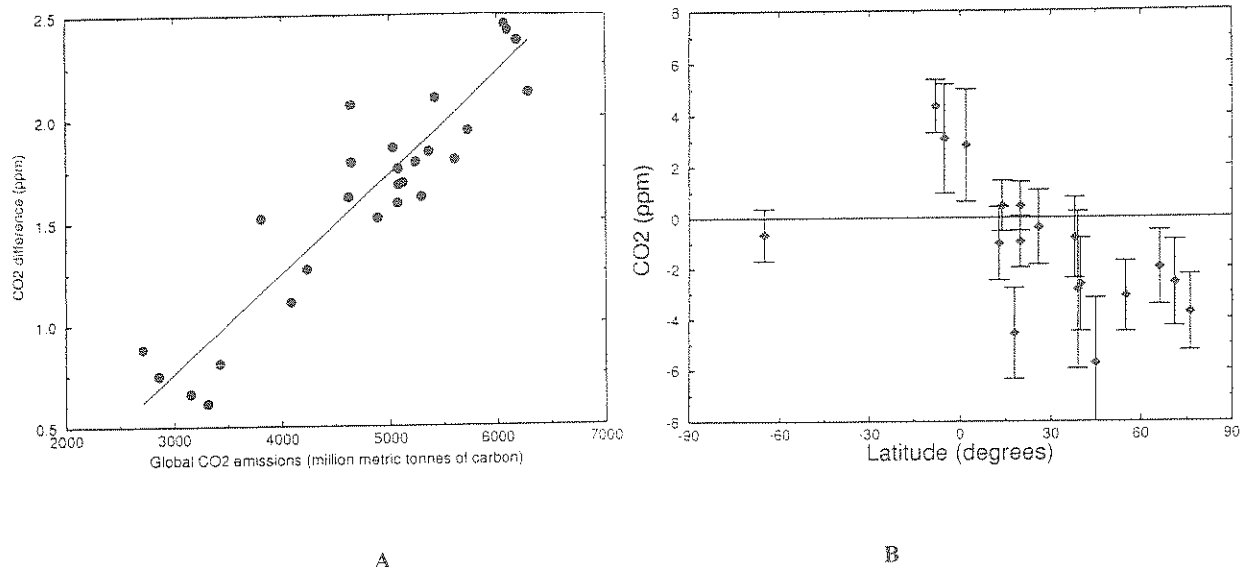 2.5
2.0
1.5
1.0
0.5
CO2 difference (ppm)
2000 3000 4000 5000 6000 7000
Global CO2 emissions (million metric tonnes of carbon)
A
8
6
4
2
0
-2
-4
-6
-8
CO2 (ppm)
-90 -60 -30 0 30 60 90
Latitude (degrees)
B